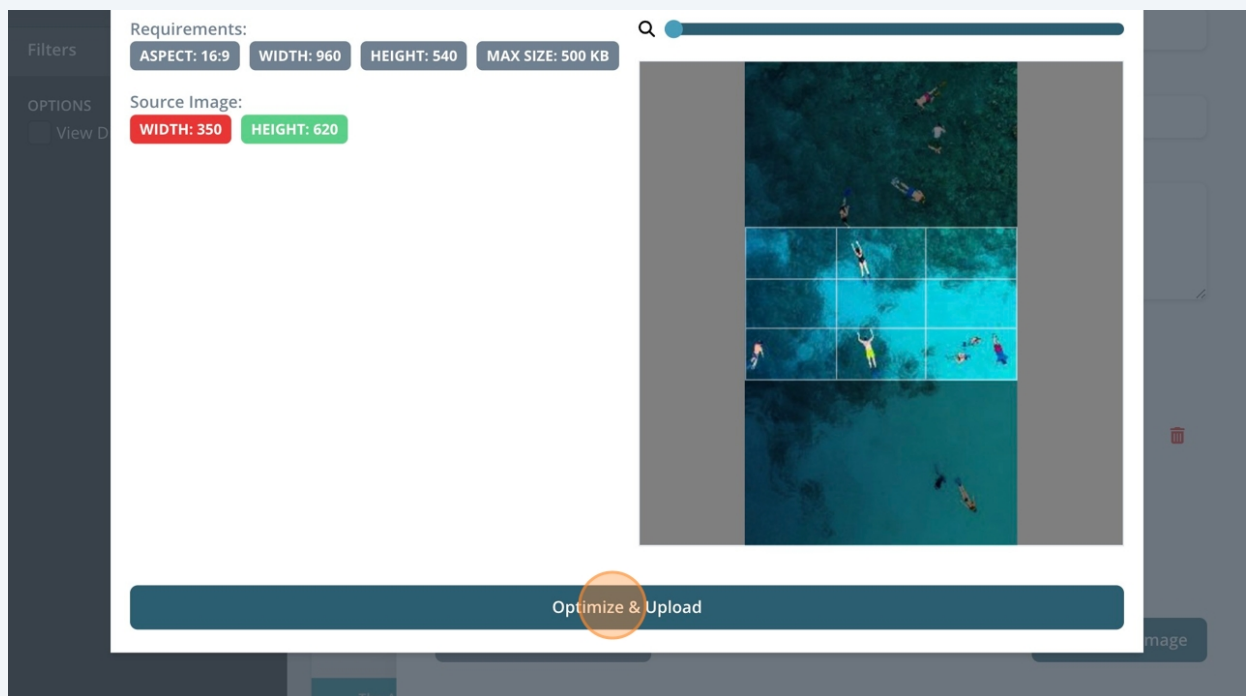 Filters
OPTIONS
View D
Requirements:
ASPECT: 16:9 WIDTH: 960 HEIGHT: 540 MAX SIZE: 500 KB
Source Image:
WIDTH: 350 HEIGHT: 620
Optimize & Upload
mage